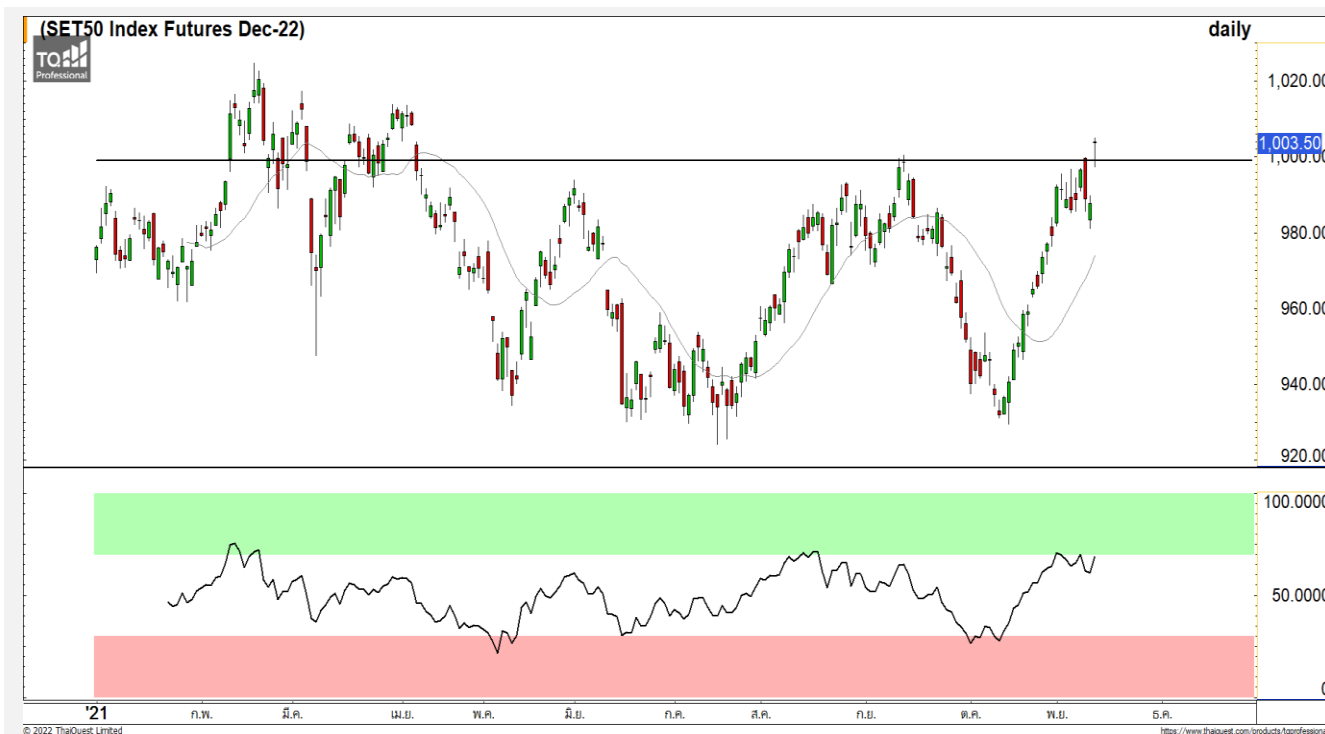 (SET50 Index Futures Dec-22)
daily
TQ
Professional
1,020.00
1,003.50
1,000.00
980.00
960.00
940.00
920.00
100.0000
50.0000
0
'21 ก.พ. มี.ค. เม.ย. พ.ค. มิ.ย. ก.ค. ส.ค. ก.ย. ต.ค. พ.ย. ธ.ค.
© 2022 ThaiQuest Limited
https://www.thaiquest.com/products/tqprofessional